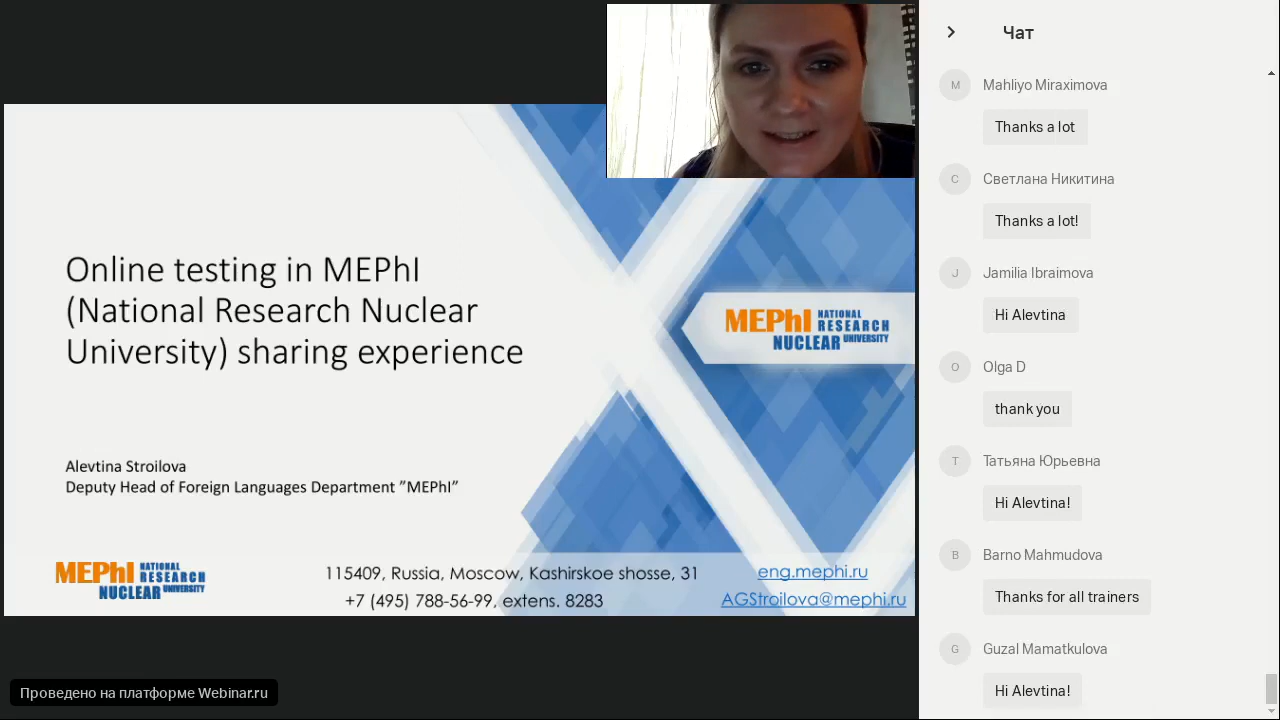 Online testing in MEPhI
(National Research Nuclear
University) sharing experience
MEPhI NATIONAL
RESEARCH
NUCLEAR UNIVERSITY
Alevtina Stroilova
Deputy Head of Foreign Languages Department ”MEPhI”
MEPhI NATIONAL
RESEARCH
NUCLEAR UNIVERSITY
115409, Russia, Moscow, Kashirskoe shosse, 31
+7 (495) 788-56-99, extens. 8283
eng.mephi.ru
AGStroilova@mephi.ru
Проведено на платформе Webinar.ru
Чат
M
Mahliyo Miraximova
Thanks a lot
С
Светлана Никитина
Thanks a lot!
J
Jamilia Ibraimova
Hi Alevtina
O
Olga D
thank you
Т
Татьяна Юрьевна
Hi Alevtina!
B
Barno Mahmudova
Thanks for all trainers
G
Guzal Mamatkulova
Hi Alevtina!